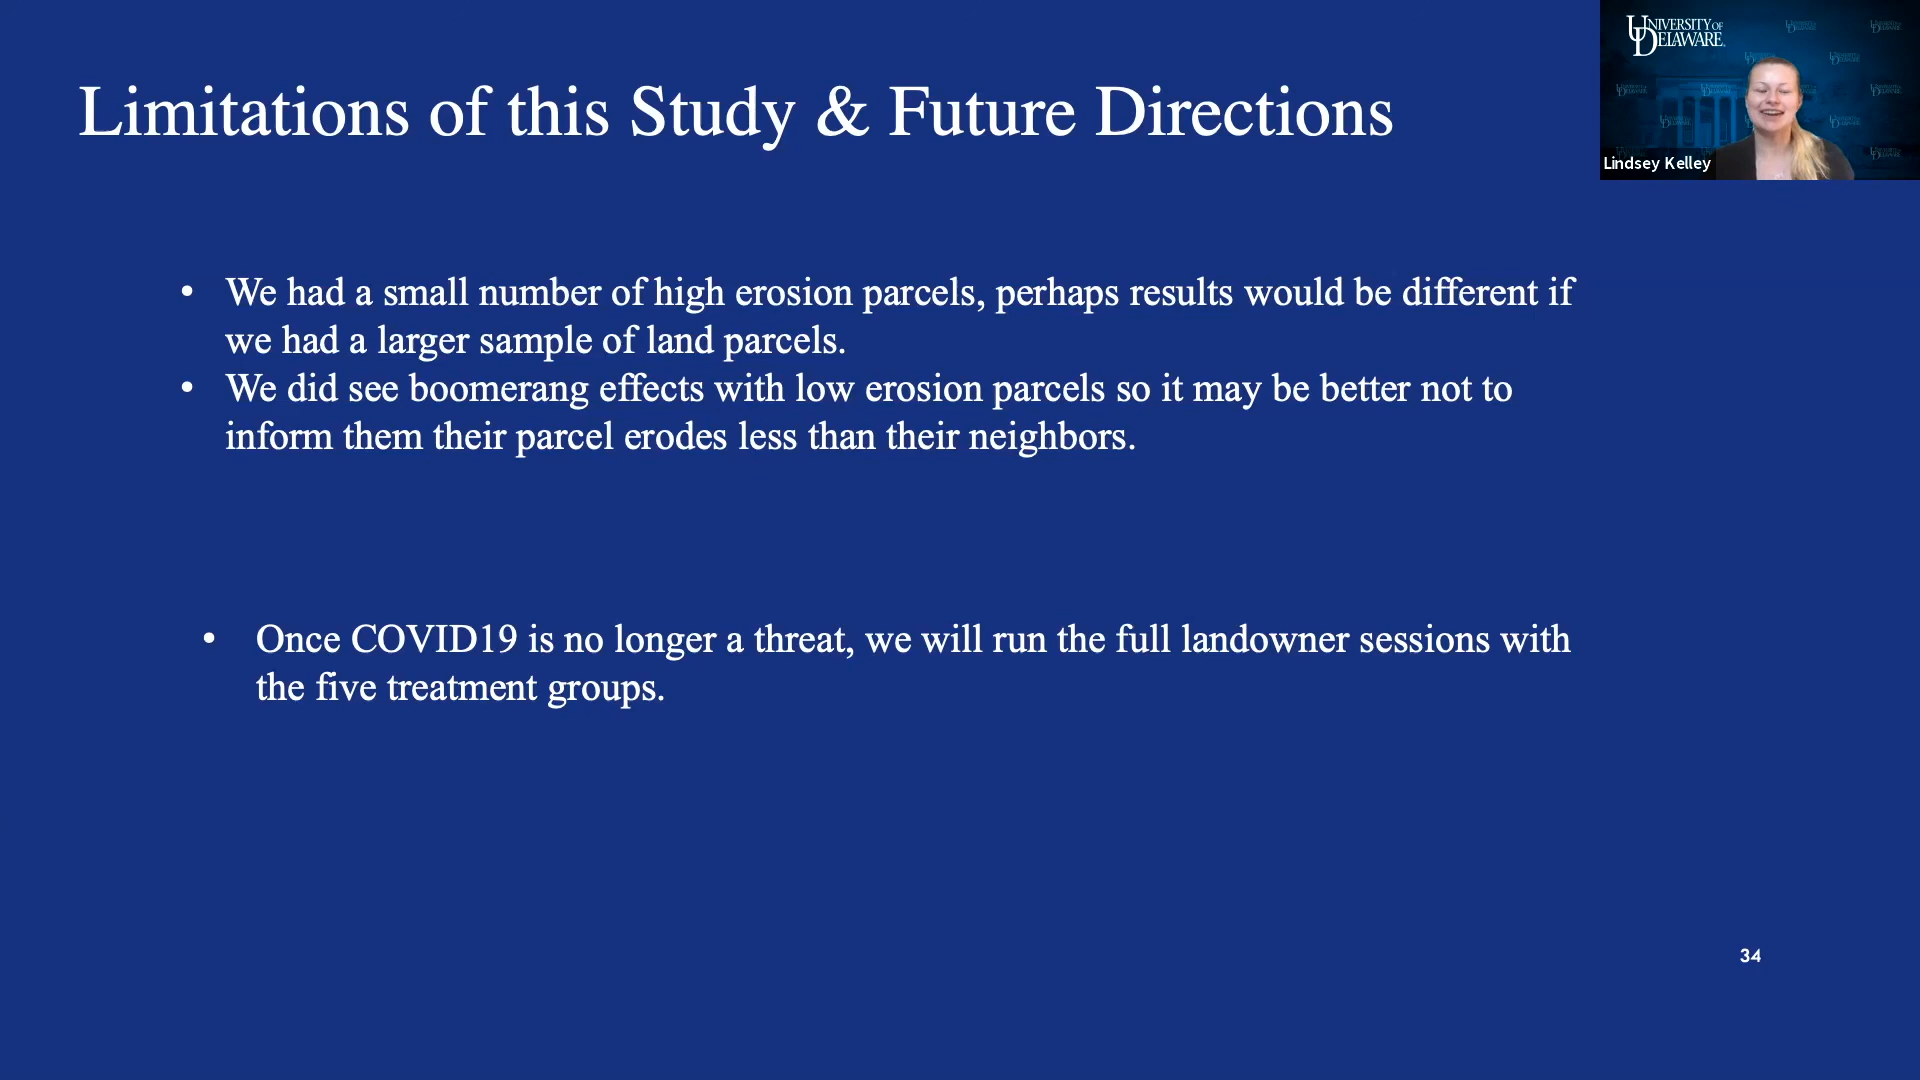 UNIVERSITY OF
DELAWARE.
Limitations of this Study & Future Directions
Lindsey Kelley
• We had a small number of high erosion parcels, perhaps results would be different if
we had a larger sample of land parcels.
• We did see boomerang effects with low erosion parcels so it may be better not to
inform them their parcel erodes less than their neighbors.
• Once COVID19 is no longer a threat, we will run the full landowner sessions with
the five treatment groups.
34